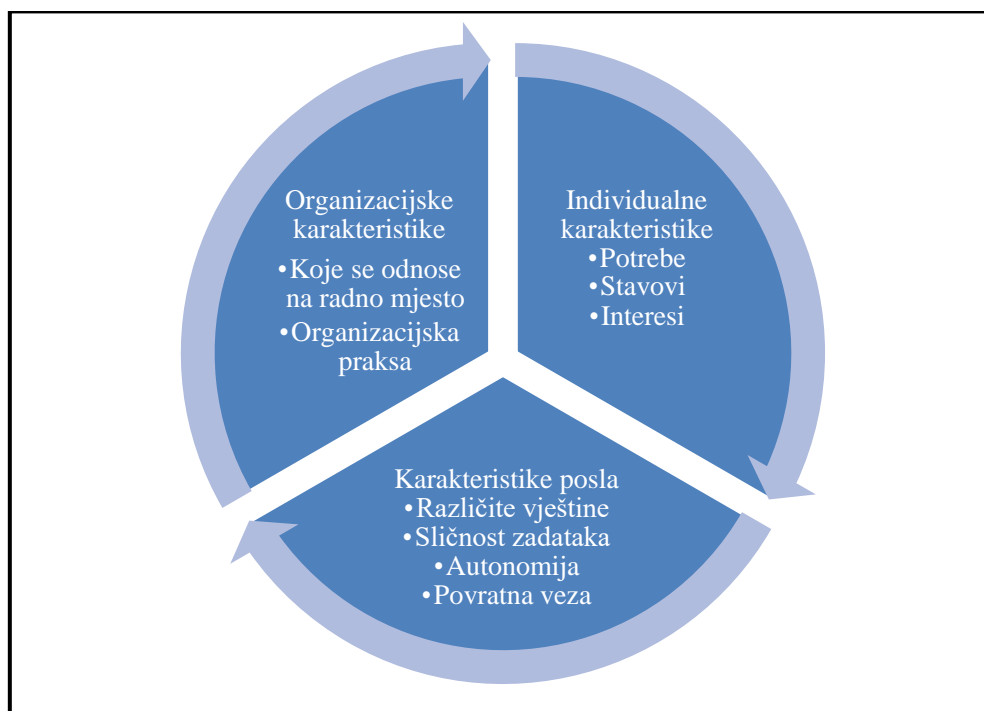 Organizacijske
karakteristike
•Koje se odnose
na radno mjesto
•Organizacijska
praksa
Individualne
karakteristike
•Potrebe
•Stavovi
•Interesi
Karakteristike posla
•Različite vještine
•Sličnost zadataka
•Autonomija
•Povratna veza